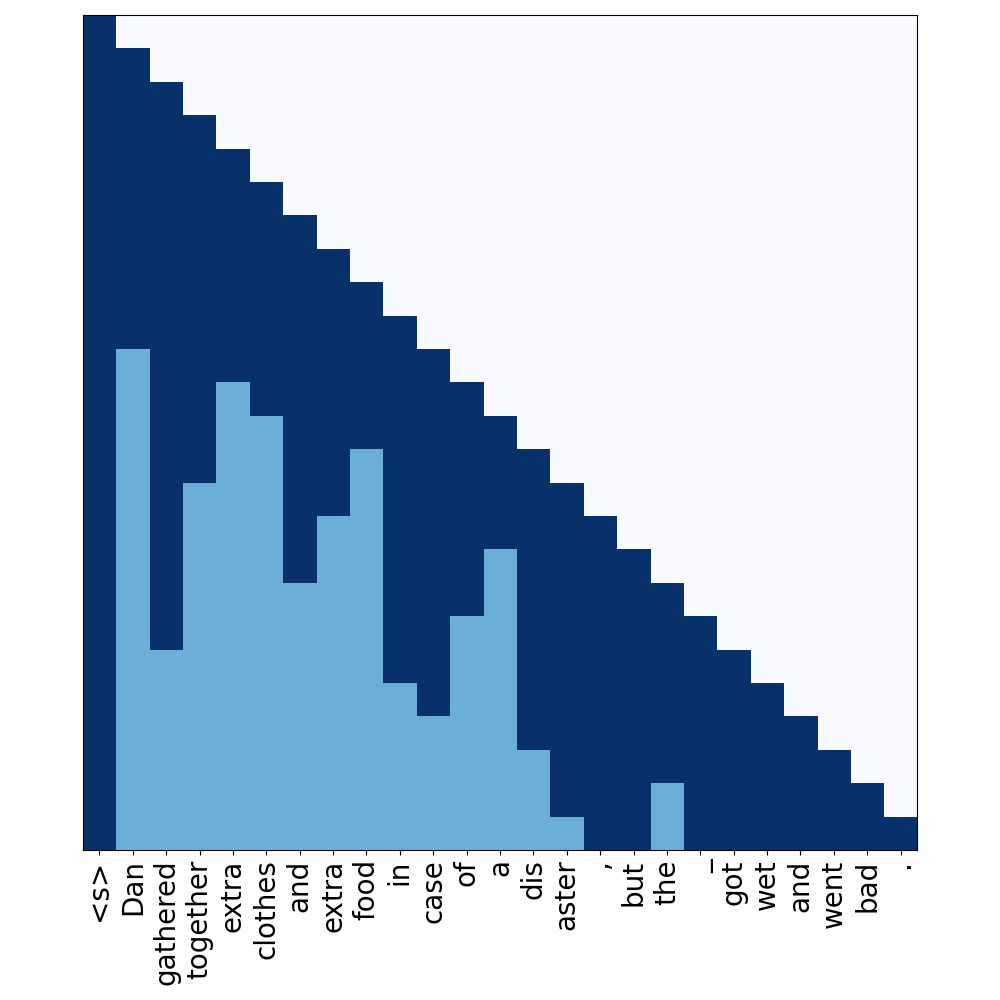 <s> Dan gathered together extra clothes and extra food in case of a dis aster , but the _ got wet and went bad .